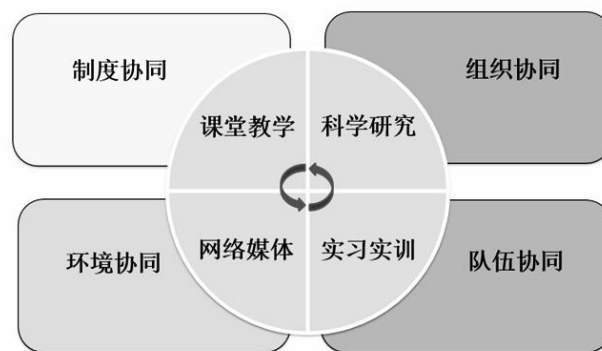 制度协同
组织协同
课堂教学
科学研究
网络媒体
实习实训
环境协同
队伍协同